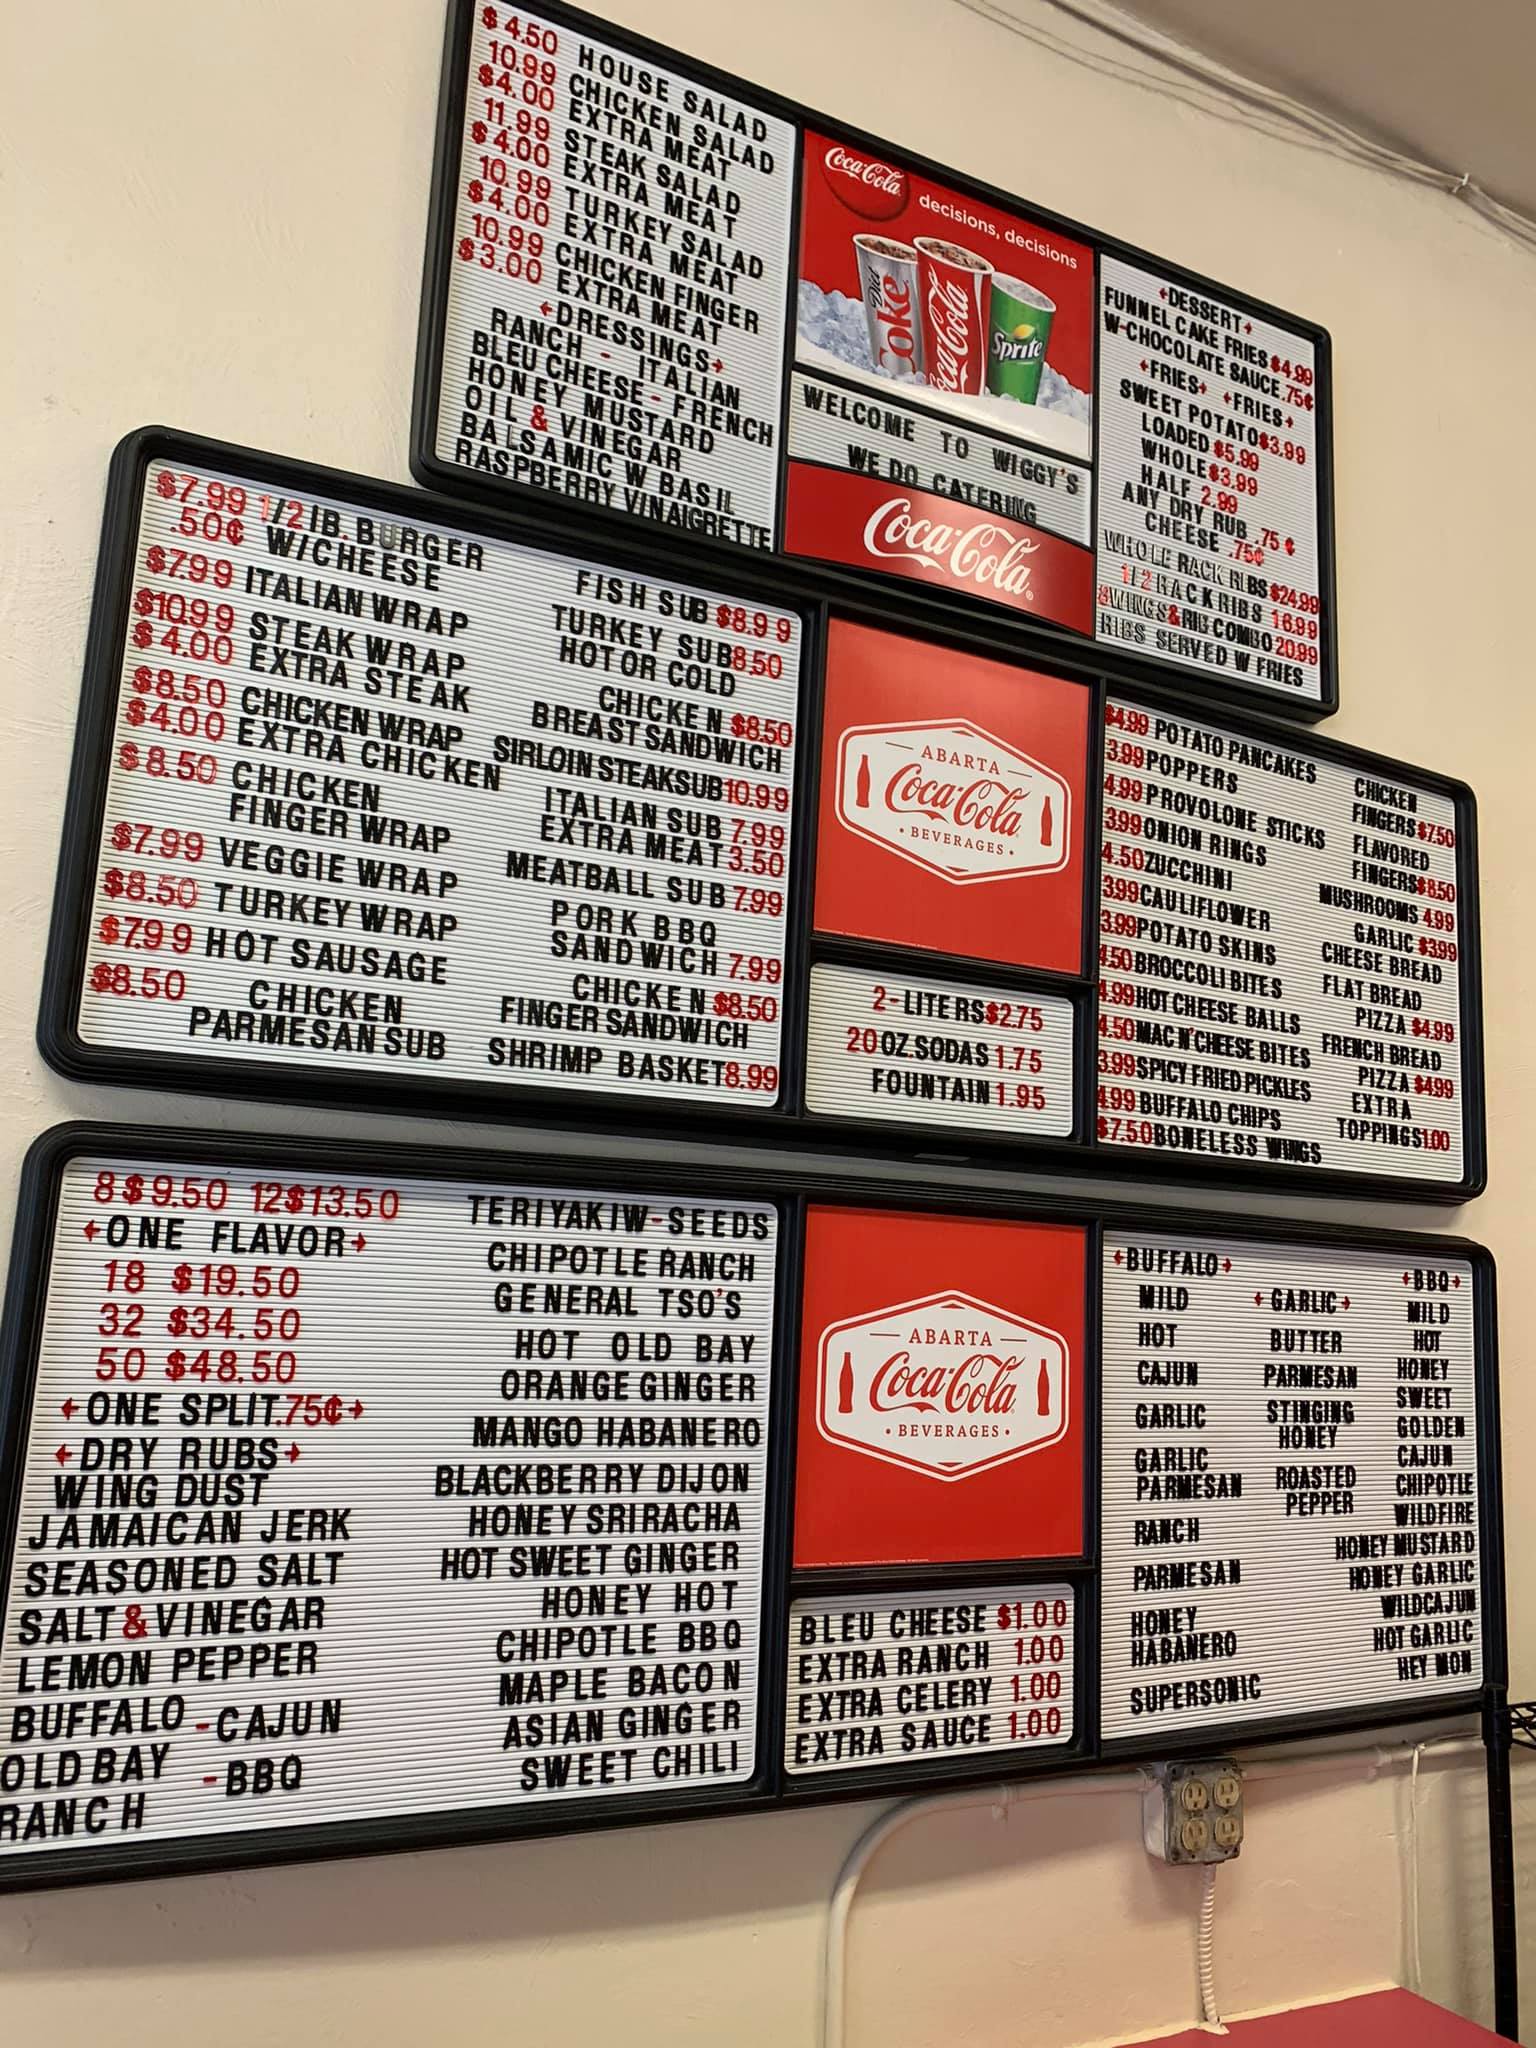 $4.50 HOUSE SALAD
10.99 CHICKEN SALAD
$4.00 EXTRA MEAT
11.99 STEAK SALAD
$4.00 EXTRA MEAT
10.99 TURKEY SALAD
$4.00 EXTRA MEAT
10.99 CHICKEN FINGER
$3.00 EXTRA MEAT
DRESSINGS
RANCH - ITALIAN
BLEU CHEESE - FRENCH
HONEY MUSTARD
OIL & VINEGAR
BALSAMIC W BASIL
RASPBERRY VINAIGRETTE
Coca-Cola
decisions, decisions
Diet Coke
Coca-Cola
Sprite
WELCOME TO WIGGY'S
WE DO CATERING
Coca-Cola
DESSERT
FUNNEL CAKE FRIES $4.99
W-CHOCOLATE SAUCE .75¢
FRIES FRIES
SWEET POTATO $3.99
LOADED $5.99
WHOLE $3.99
HALF 2.99
ANY DRY RUB .75¢
CHEESE .75¢
WHOLE RACK RIBS $24.99
1/2 RACK RIBS 16.99
8 WINGS & RIB COMBO 20.99
RIBS SERVED W FRIES
$7.99 1/2 lB. BURGER
.50¢ W/CHEESE
$7.99 ITALIAN WRAP
$10.99 STEAK WRAP
$4.00 EXTRA STEAK
$8.50 CHICKEN WRAP
$4.00 EXTRA CHICKEN
$8.50 CHICKEN
FINGER WRAP
$7.99 VEGGIE WRAP
$8.50 TURKEY WRAP
$7.99 HOT SAUSAGE
$8.50 CHICKEN
PARMESAN SUB
FISH SUB $8.99
TURKEY SUB 8.50
HOT OR COLD
CHICKEN $8.50
BREAST SANDWICH
SIRLOIN STEAK SUB 10.99
ITALIAN SUB 7.99
EXTRA MEAT 3.50
MEATBALL SUB 7.99
PORK BBQ
SANDWICH 7.99
CHICKEN $8.50
FINGER SANDWICH
SHRIMP BASKET 8.99
ABARTA
Coca-Cola
BEVERAGES
2-LITERS $2.75
20 OZ. SODAS 1.75
FOUNTAIN 1.95
$4.99 POTATO PANCAKES
3.99 POPPERS
4.99 PROVOLONE STICKS
3.99 ONION RINGS
4.50 ZUCCHINI
3.99 CAULIFLOWER
3.99 POTATO SKINS
4.50 BROCCOLI BITES
4.99 HOT CHEESE BALLS
4.50 MAC N' CHEESE BITES
3.99 SPICY FRIED PICKLES
4.99 BUFFALO CHIPS
$7.50 BONELESS WINGS
CHICKEN
FINGERS $7.50
FLAVORED
FINGERS $8.50
MUSHROOMS 4.99
GARLIC $3.99
CHEESE BREAD
FLAT BREAD
PIZZA $4.99
FRENCH BREAD
PIZZA $4.99
EXTRA
TOPPINGS 1.00
8 $9.50 12 $13.50
ONE FLAVOR
18 $19.50
32 $34.50
50 $48.50
ONE SPLIT .75¢
DRY RUBS
WING DUST
JAMAICAN JERK
SEASONED SALT
SALT & VINEGAR
LEMON PEPPER
BUFFALO - CAJUN
OLD BAY - BBQ
RANCH
TERIYAKI W-SEEDS
CHIPOTLE RANCH
GENERAL TSO'S
HOT OLD BAY
ORANGE GINGER
MANGO HABANERO
BLACKBERRY DIJON
HONEY SRIRACHA
HOT SWEET GINGER
HONEY HOT
CHIPOTLE BBQ
MAPLE BACON
ASIAN GINGER
SWEET CHILI
ABARTA
Coca-Cola
BEVERAGES
BLEU CHEESE $1.00
EXTRA RANCH 1.00
EXTRA CELERY 1.00
EXTRA SAUCE 1.00
BUFFALO
MILD
HOT
CAJUN
GARLIC
GARLIC
PARMESAN
RANCH
PARMESAN
HONEY
HABANERO
SUPERSONIC
GARLIC
BUTTER
PARMESAN
STINGING
HONEY
ROASTED
PEPPER
BBQ
MILD
HOT
HONEY
SWEET
GOLDEN
CAJUN
CHIPOTLE
WILDFIRE
HONEY MUSTARD
HONEY GARLIC
WILDCAJUN
HOT GARLIC
HEY MON